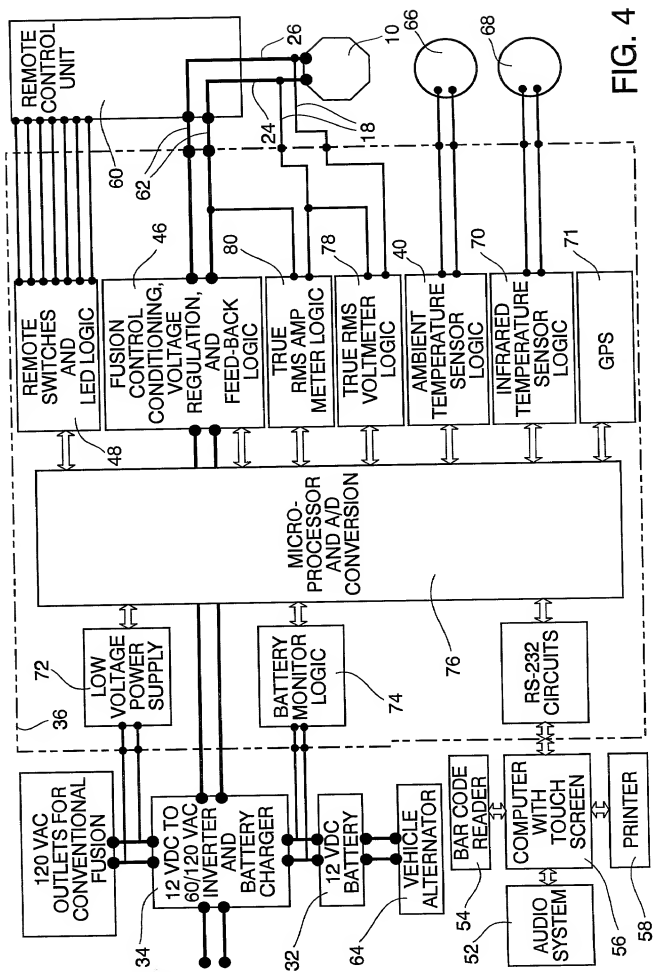 FIG. 4
REMOTE CONTROL
UNIT
60
62
26
24
18
10
66
68
36
REMOTE
SWITCHES
AND
LED LOGIC
48
FUSION CONTROL
CONDITIONING,
VOLTAGE
REGULATION,
AND
FEED-BACK
LOGIC
46
TRUE
RMS AMP
METER LOGIC
80
TRUE RMS
VOLTMETER
LOGIC
78
AMBIENT
TEMPERATURE
SENSOR
LOGIC
40
INFRARED
TEMPERATURE
SENSOR
LOGIC
70
GPS
71
MICRO-
PROCESSOR
AND A/D
CONVERSION
76
72
LOW
VOLTAGE
POWER
SUPPLY
BATTERY
MONITOR
LOGIC
74
RS-232
CIRCUITS
120 VAC
OUTLETS FOR
CONVENTIONAL
FUSION
12 VDC TO
60/120 VAC
INVERTER
AND
BATTERY
CHARGER
34
12 VDC
BATTERY
32
VEHICLE
ALTERNATOR
64
BAR CODE
READER
54
COMPUTER
WITH
TOUCH
SCREEN
56
AUDIO
SYSTEM
52
PRINTER
58